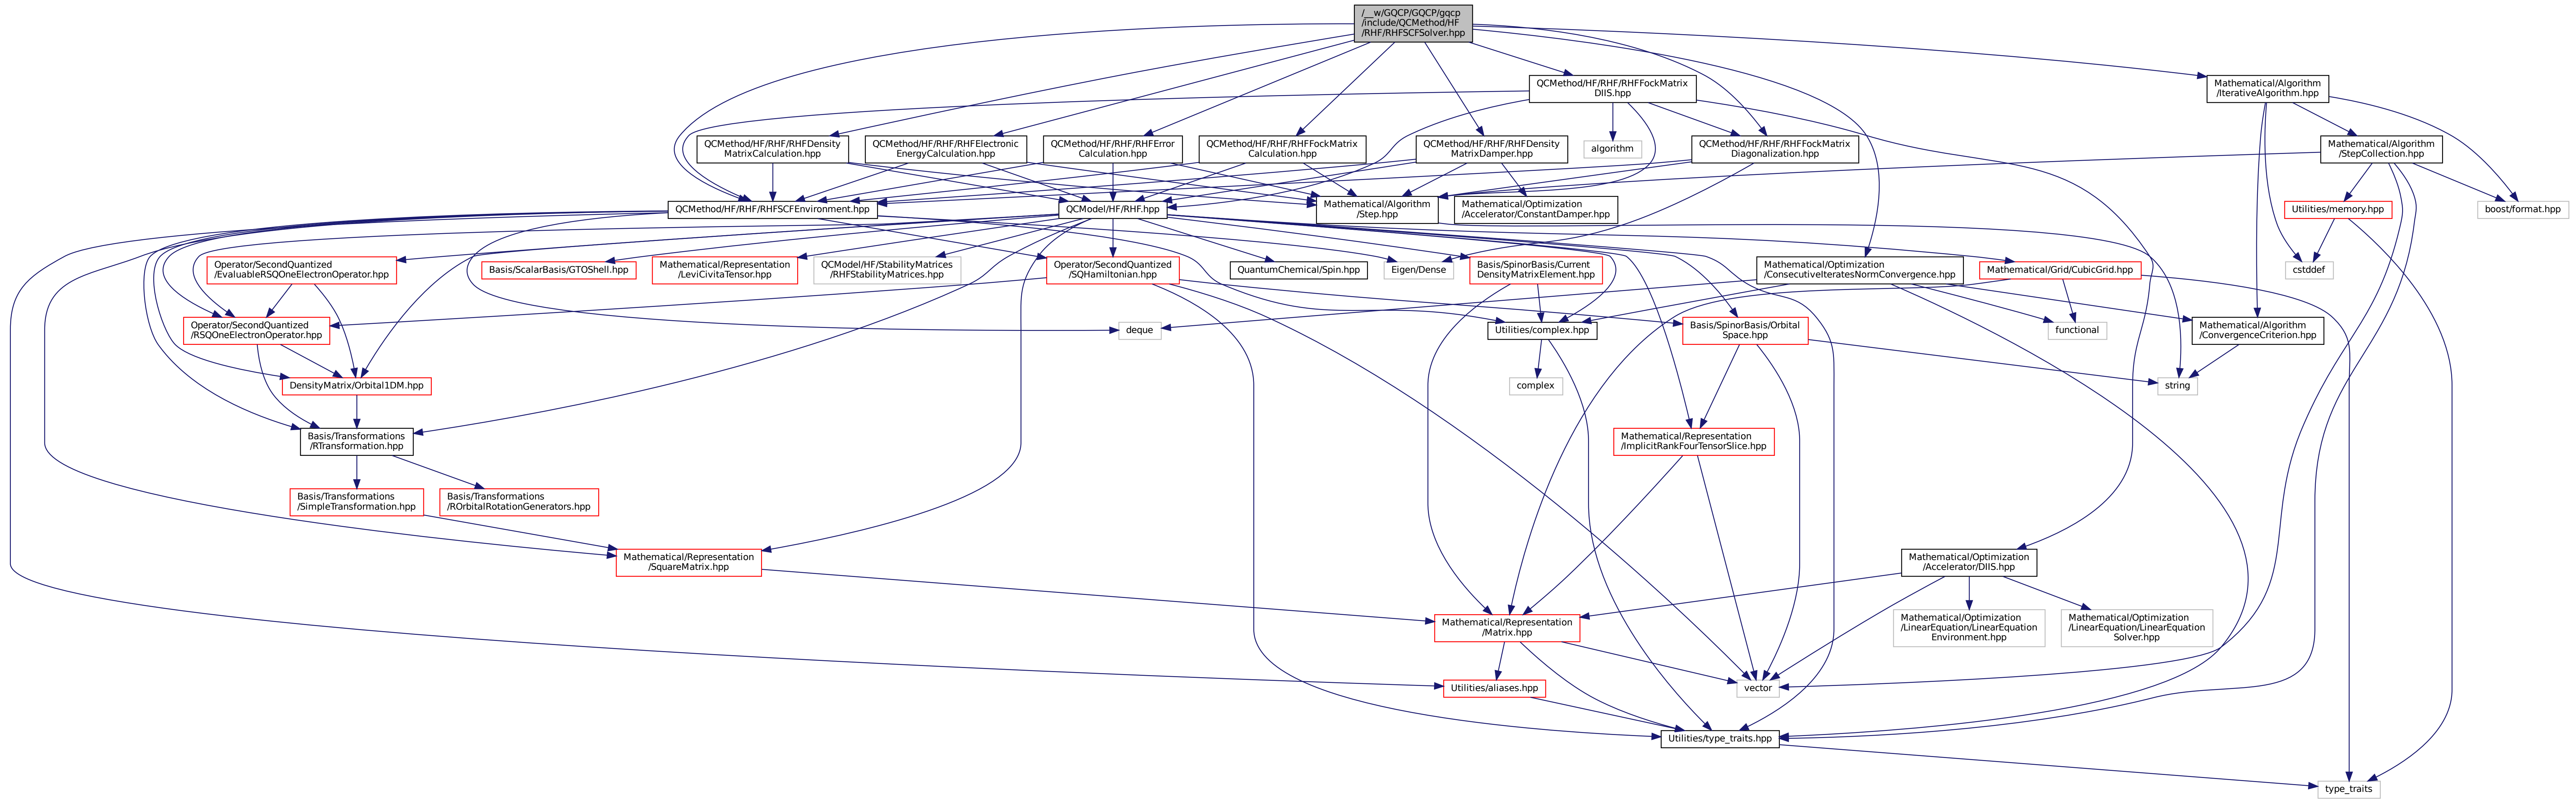 /__w/GQCP/GQCP/gqcp
/include/QCMethod/HF
/RHF/RHFSCFSolver.hpp
QCMethod/HF/RHF/RHFFockMatrix
DIIS.hpp
Mathematical/Algorithm
/IterativeAlgorithm.hpp
QCMethod/HF/RHF/RHFDensity
MatrixCalculation.hpp
QCMethod/HF/RHF/RHFElectronic
EnergyCalculation.hpp
QCMethod/HF/RHF/RHFError
Calculation.hpp
QCMethod/HF/RHF/RHFFockMatrix
Calculation.hpp
QCMethod/HF/RHF/RHFDensity
MatrixDamper.hpp
algorithm
QCMethod/HF/RHF/RHFFockMatrix
Diagonalization.hpp
Mathematical/Algorithm
/StepCollection.hpp
QCMethod/HF/RHF/RHFSCFEnvironment.hpp
QCModel/HF/RHF.hpp
Mathematical/Algorithm
/Step.hpp
Mathematical/Optimization
/Accelerator/ConstantDamper.hpp
Utilities/memory.hpp
boost/format.hpp
Operator/SecondQuantized
/EvaluableRSQOneElectronOperator.hpp
Basis/ScalarBasis/GTOShell.hpp
Mathematical/Representation
/LeviCivitaTensor.hpp
QCModel/HF/StabilityMatrices
/RHFStabilityMatrices.hpp
Operator/SecondQuantized
/SQHamiltonian.hpp
QuantumChemical/Spin.hpp
Eigen/Dense
Basis/SpinorBasis/Current
DensityMatrixElement.hpp
Mathematical/Optimization
/ConsecutiveIteratesNormConvergence.hpp
Mathematical/Grid/CubicGrid.hpp
cstddef
Operator/SecondQuantized
/RSQOneElectronOperator.hpp
deque
Utilities/complex.hpp
Basis/SpinorBasis/Orbital
Space.hpp
functional
Mathematical/Algorithm
/ConvergenceCriterion.hpp
DensityMatrix/Orbital1DM.hpp
complex
string
Basis/Transformations
/RTransformation.hpp
Mathematical/Representation
/ImplicitRankFourTensorSlice.hpp
Basis/Transformations
/SimpleTransformation.hpp
Basis/Transformations
/ROrbitalRotationGenerators.hpp
Mathematical/Representation
/SquareMatrix.hpp
Mathematical/Optimization
/Accelerator/DIIS.hpp
Mathematical/Representation
/Matrix.hpp
Mathematical/Optimization
/LinearEquation/LinearEquation
Environment.hpp
Mathematical/Optimization
/LinearEquation/LinearEquation
Solver.hpp
Utilities/aliases.hpp
vector
Utilities/type_traits.hpp
type_traits